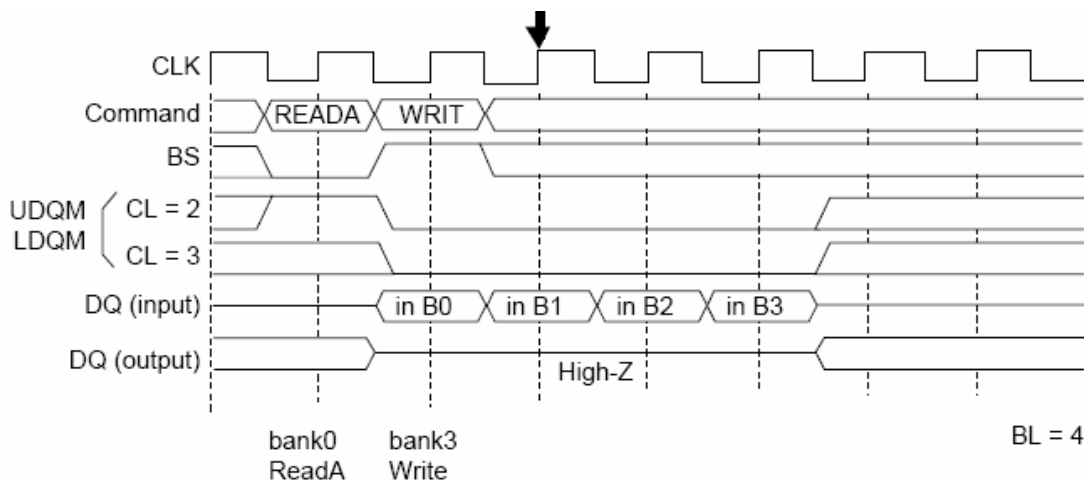 CLK
Command READA WRIT
BS
UDQM CL = 2
LDQM CL = 3
DQ (input) in B0 in B1 in B2 in B3
DQ (output) High-Z
bank0 bank3 BL = 4
ReadA Write